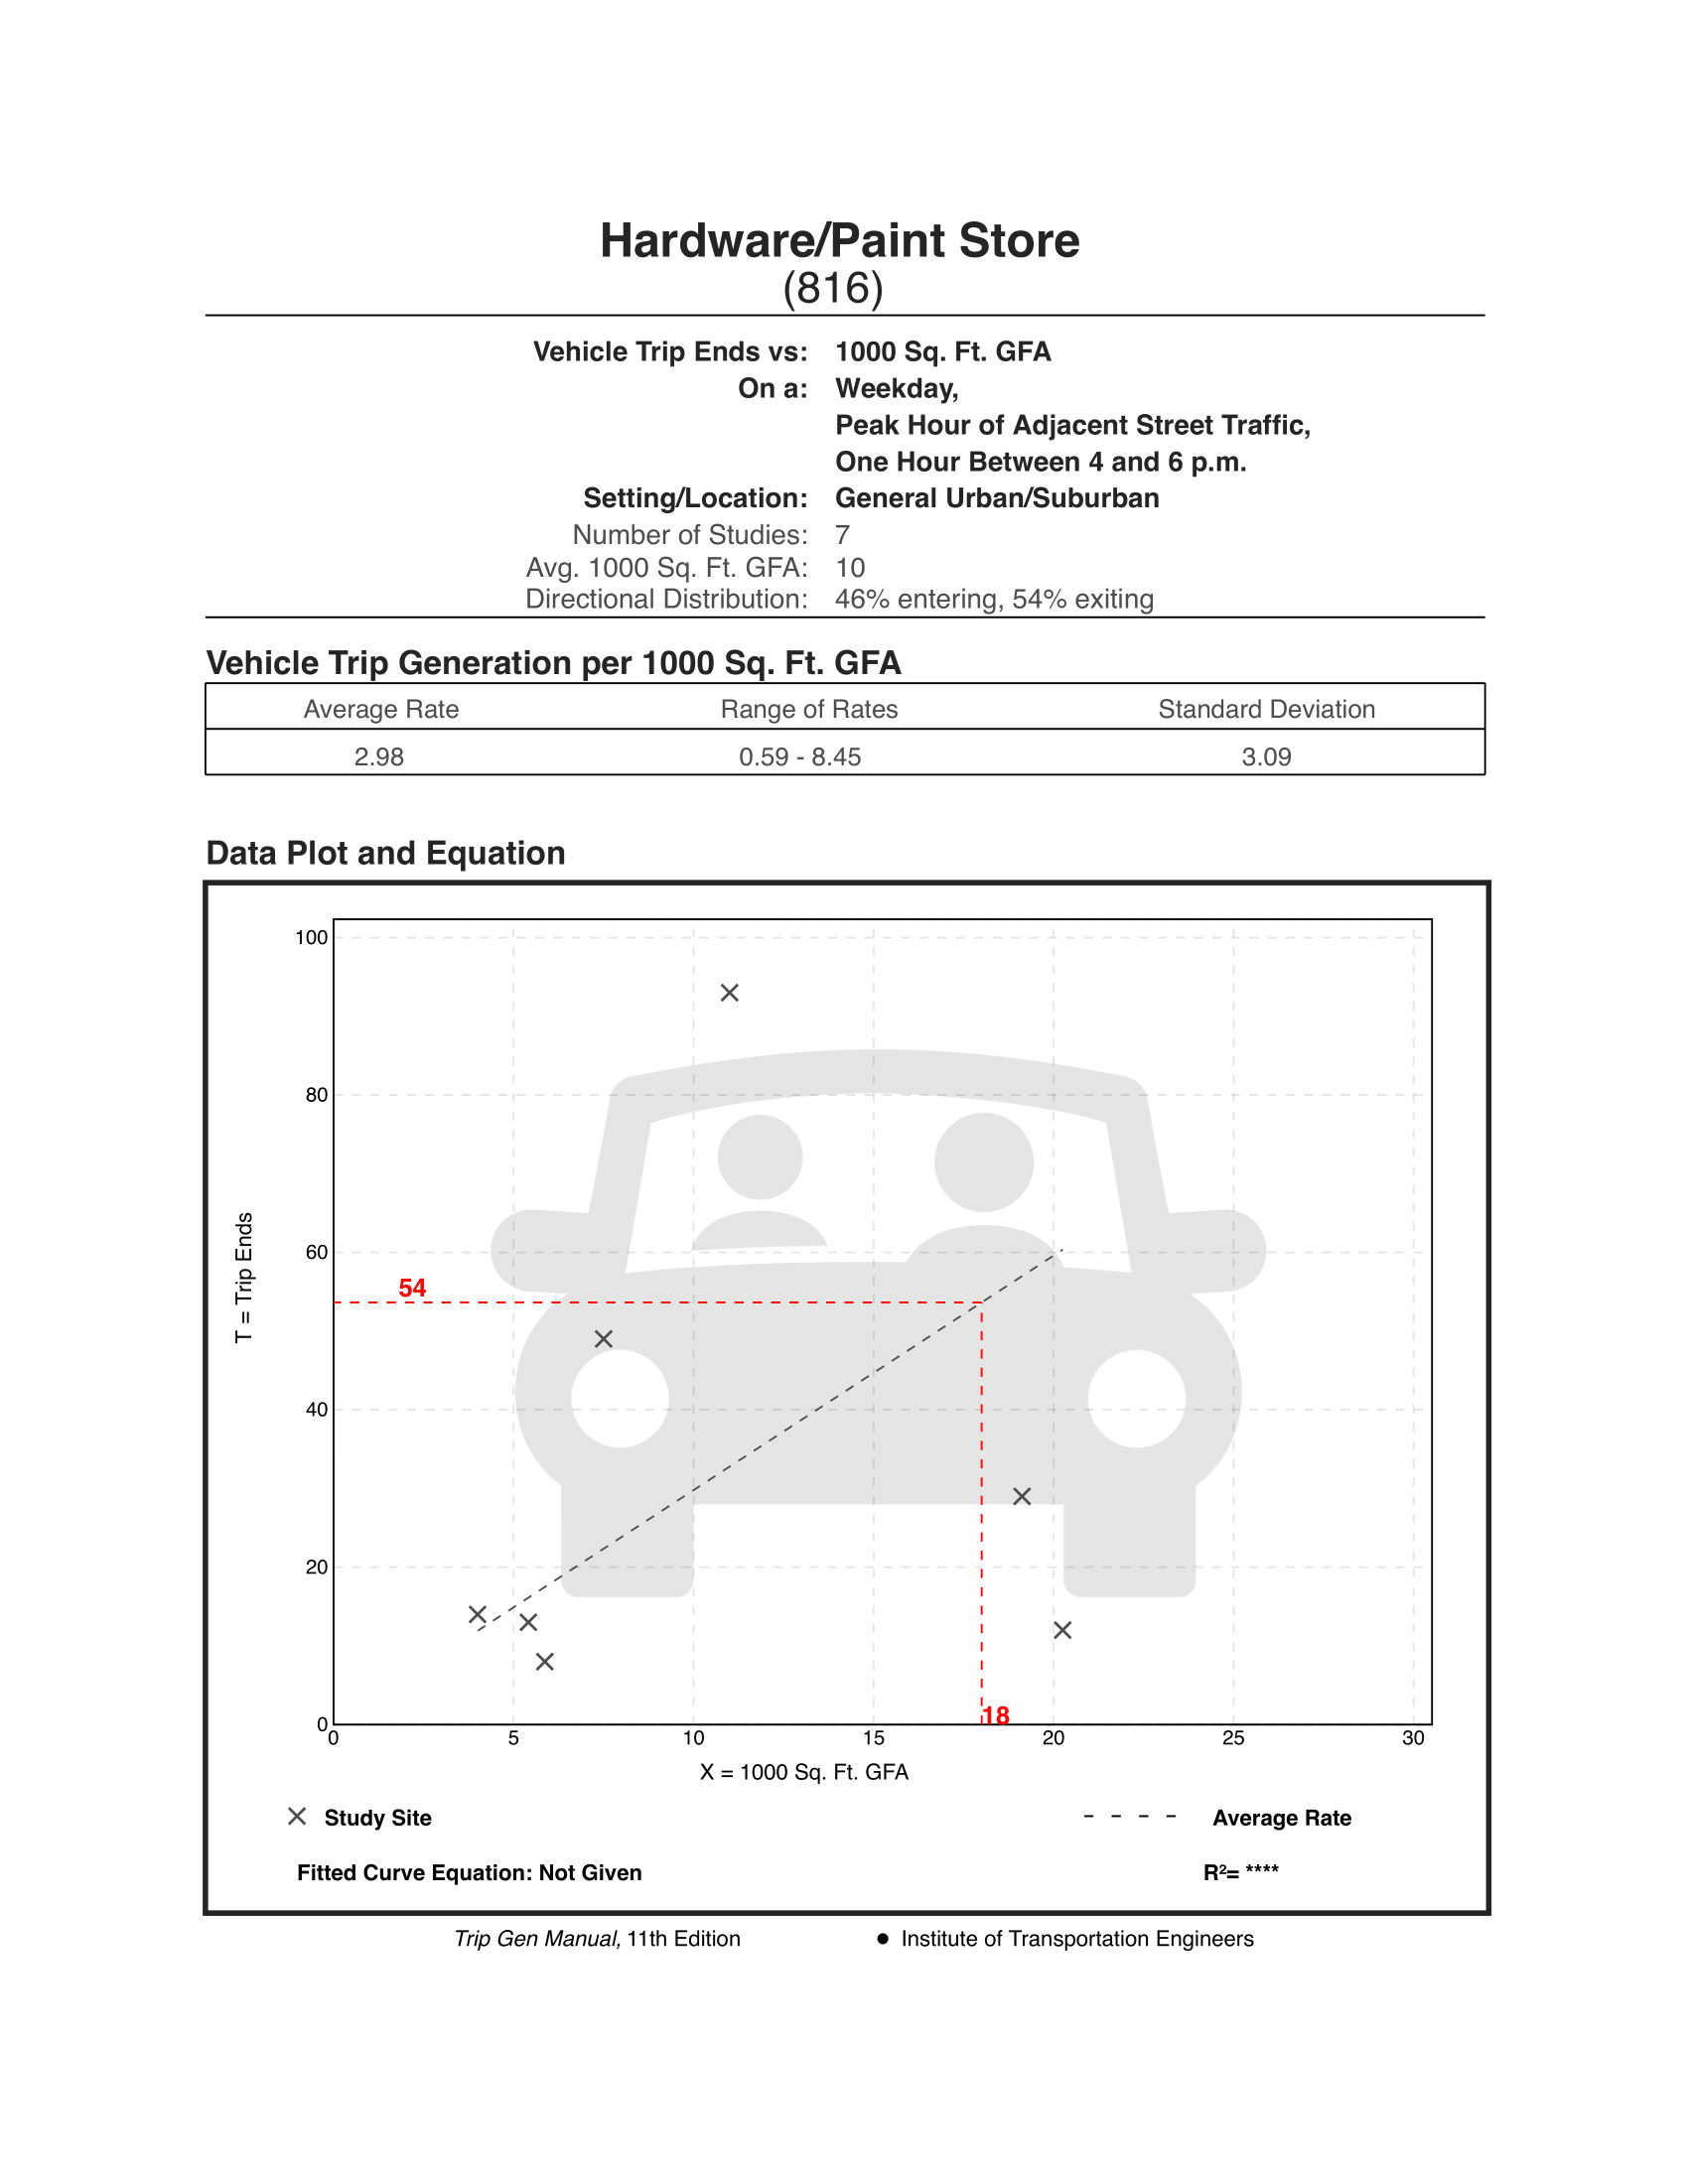 Hardware/Paint Store
(816)
Vehicle Trip Ends vs: 1000 Sq. Ft. GFA
On a: Weekday,
Peak Hour of Adjacent Street Traffic,
One Hour Between 4 and 6 p.m.
Setting/Location: General Urban/Suburban
Number of Studies: 7
Avg. 1000 Sq. Ft. GFA: 10
Directional Distribution: 46% entering, 54% exiting
Vehicle Trip Generation per 1000 Sq. Ft. GFA
Average Rate Range of Rates Standard Deviation
2.98 0.59 - 8.45 3.09
Data Plot and Equation
100
80
60
54
40
20
18
0
0 5 10 15 20 25 30
T = Trip Ends
X = 1000 Sq. Ft. GFA
Study Site Average Rate
Fitted Curve Equation: Not Given R²= ****
Trip Gen Manual, 11th Edition ● Institute of Transportation Engineers